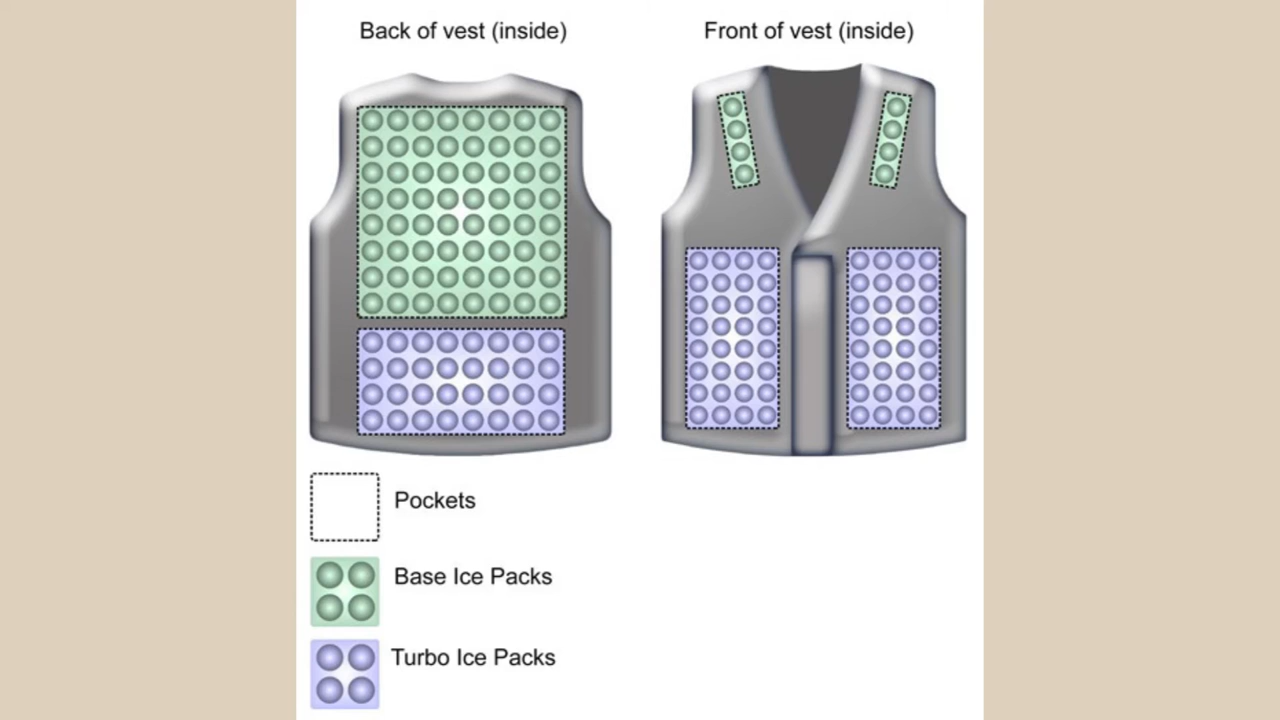 Back of vest (inside)
Front of vest (inside)
Pockets
Base Ice Packs
Turbo Ice Packs